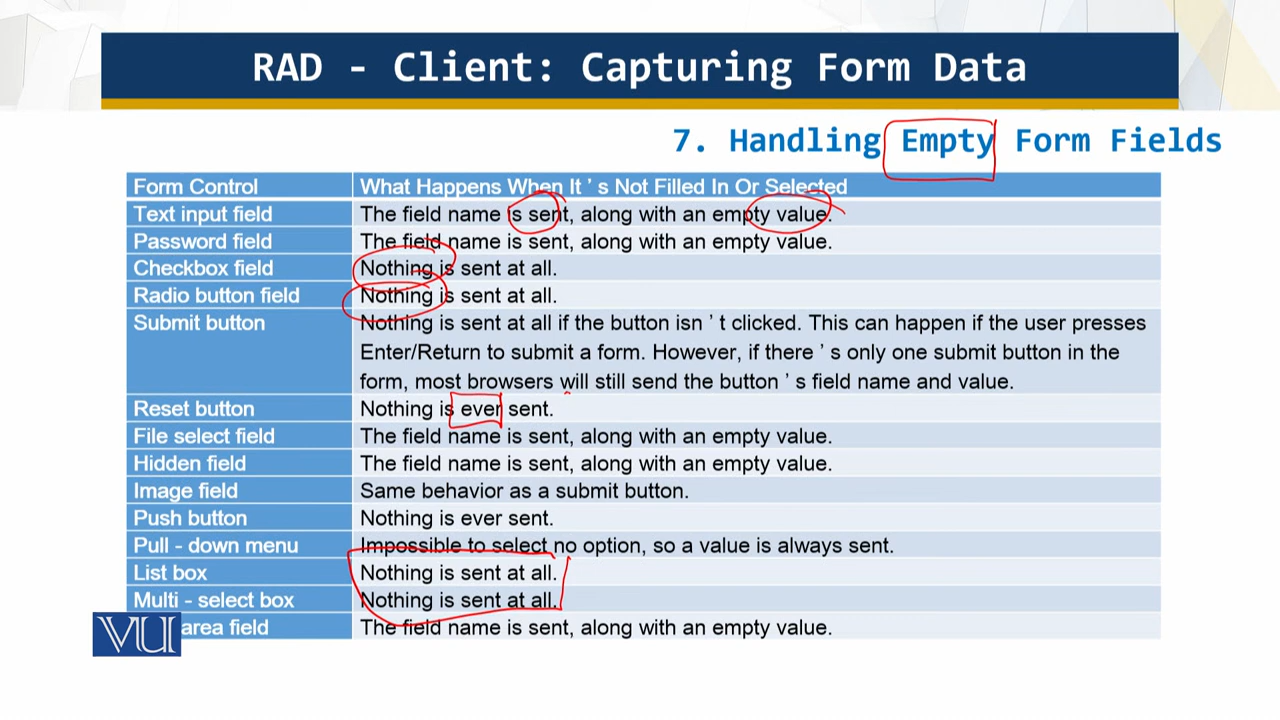 RAD - Client: Capturing Form Data
7. Handling Empty Form Fields
Form Control What Happens When It ’ s Not Filled In Or Selected
Text input field The field name is sent, along with an empty value.
Password field The field name is sent, along with an empty value.
Checkbox field Nothing is sent at all.
Radio button field Nothing is sent at all.
Submit button Nothing is sent at all if the button isn ’ t clicked. This can happen if the user presses
Enter/Return to submit a form. However, if there ’ s only one submit button in the
form, most browsers will still send the button ’ s field name and value.
Reset button Nothing is ever sent.
File select field The field name is sent, along with an empty value.
Hidden field The field name is sent, along with an empty value.
Image field Same behavior as a submit button.
Push button Nothing is ever sent.
Pull - down menu Impossible to select no option, so a value is always sent.
List box Nothing is sent at all.
Multi - select box Nothing is sent at all.
area field The field name is sent, along with an empty value.
VU